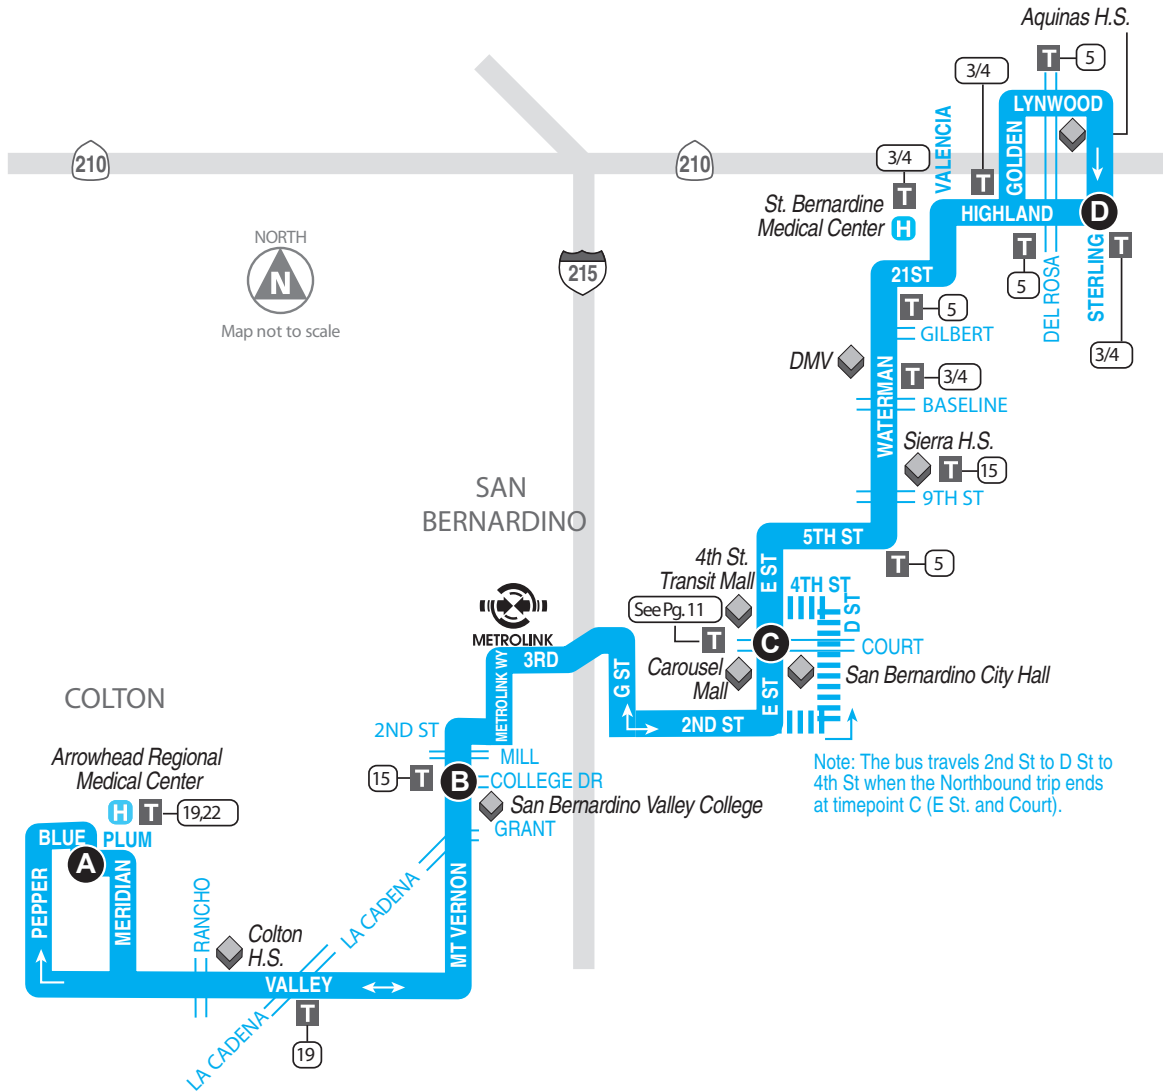 Aquinas H.S.
T
5
3/4
LYNWOOD
210
210
3/4
T
VALENCIA
T
GOLDEN
St. Bernardine
Medical Center
H
HIGHLAND
D
NORTH
N
Map not to scale
215
21ST
T
5
DEL ROSA
STERLING
T
3/4
T
5
GILBERT
DMV
WATERMAN
T
3/4
BASELINE
Sierra H.S.
T
15
9TH ST
SAN
BERNARDINO
5TH ST
T
5
4th St.
Transit Mall
E ST
4TH ST
D ST
See Pg. 11
T
C
COURT
METROLINK
3RD
METROLINK WY
G ST
Carousel
Mall
E ST
San Bernardino City Hall
2ND ST
COLTON
2ND ST
MILL
Note: The bus travels 2nd St to D St to
4th St when the Northbound trip ends
at timepoint C (E St. and Court).
Arrowhead Regional
Medical Center
H
T
19,22
15
T
B
COLLEGE DR
San Bernardino Valley College
GRANT
BLUE
PLUM
A
PEPPER
MERIDIAN
RANCHO
Colton
H.S.
LA CADENA
MT VERNON
VALLEY
T
19
LA CADENA